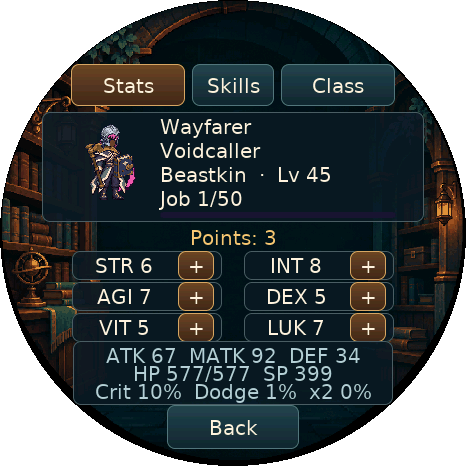 Stats Skills Class
Wayfarer
Voidcaller
Beastkin · Lv 45
Job 1/50
Points: 3
STR 6 + INT 8 +
AGI 7 + DEX 5 +
VIT 5 + LUK 7 +
ATK 67 MATK 92 DEF 34
HP 577/577 SP 399
Crit 10% Dodge 1% x2 0%
Back